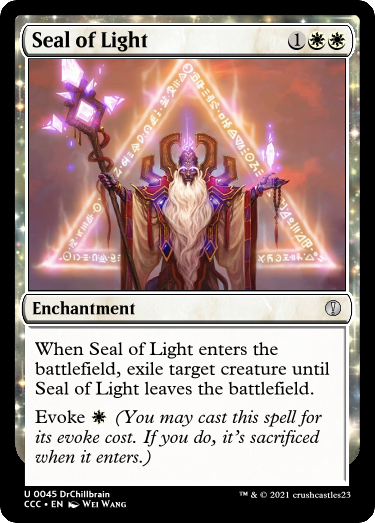 Seal of Light 1
Enchantment
When Seal of Light enters the
battlefield, exile target creature until
Seal of Light leaves the battlefield.
Evoke (You may cast this spell for
its evoke cost. If you do, it's sacrificed
when it enters.)
U 0045 DrChillbrain
CCC • EN Wei Wang
™ & © 2021 crushcastles23